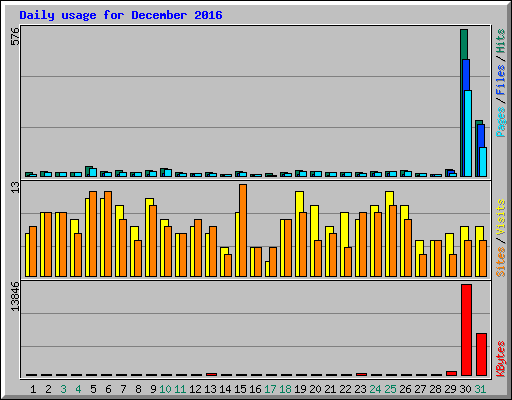 Daily usage for December 2016
576
Pages / Files / Hits
13
Sites / Visits
13846
KBytes
1 2 3 4 5 6 7 8 9 10 11 12 13 14 15 16 17 18 19 20 21 22 23 24 25 26 27 28 29 30 31